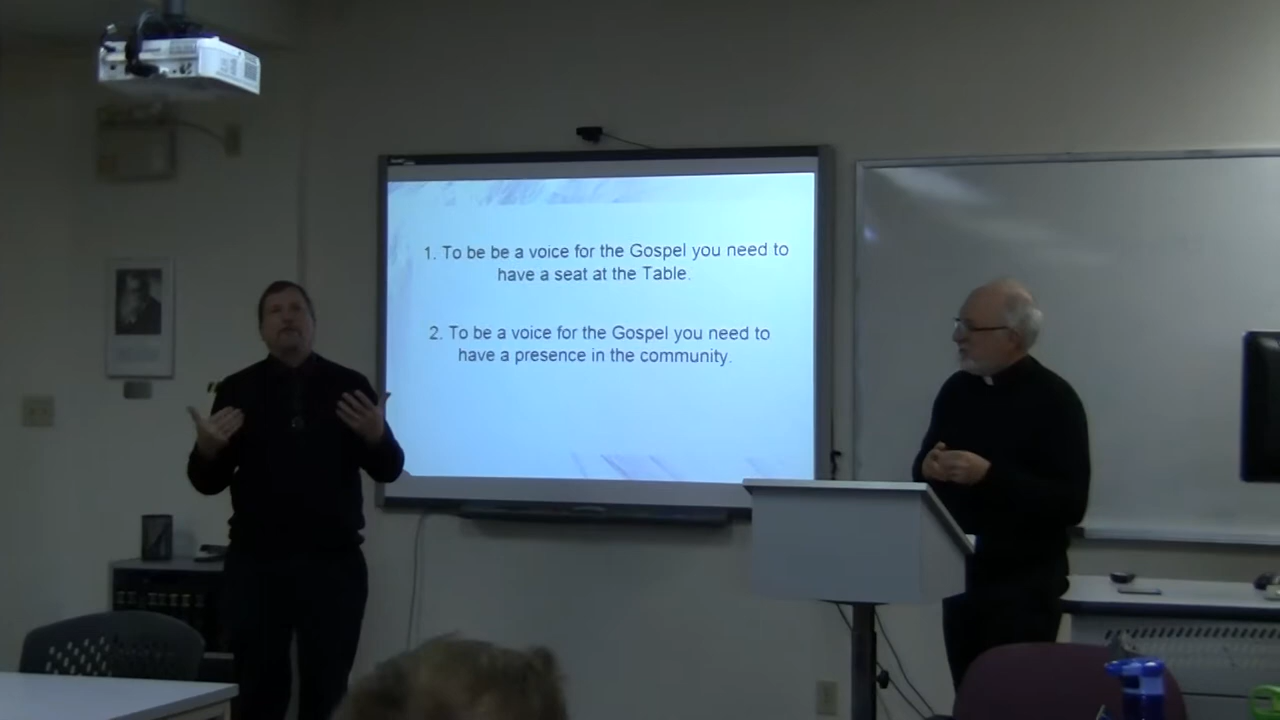 1. To be be a voice for the Gospel you need to
have a seat at the Table.
2. To be a voice for the Gospel you need to
have a presence in the community.